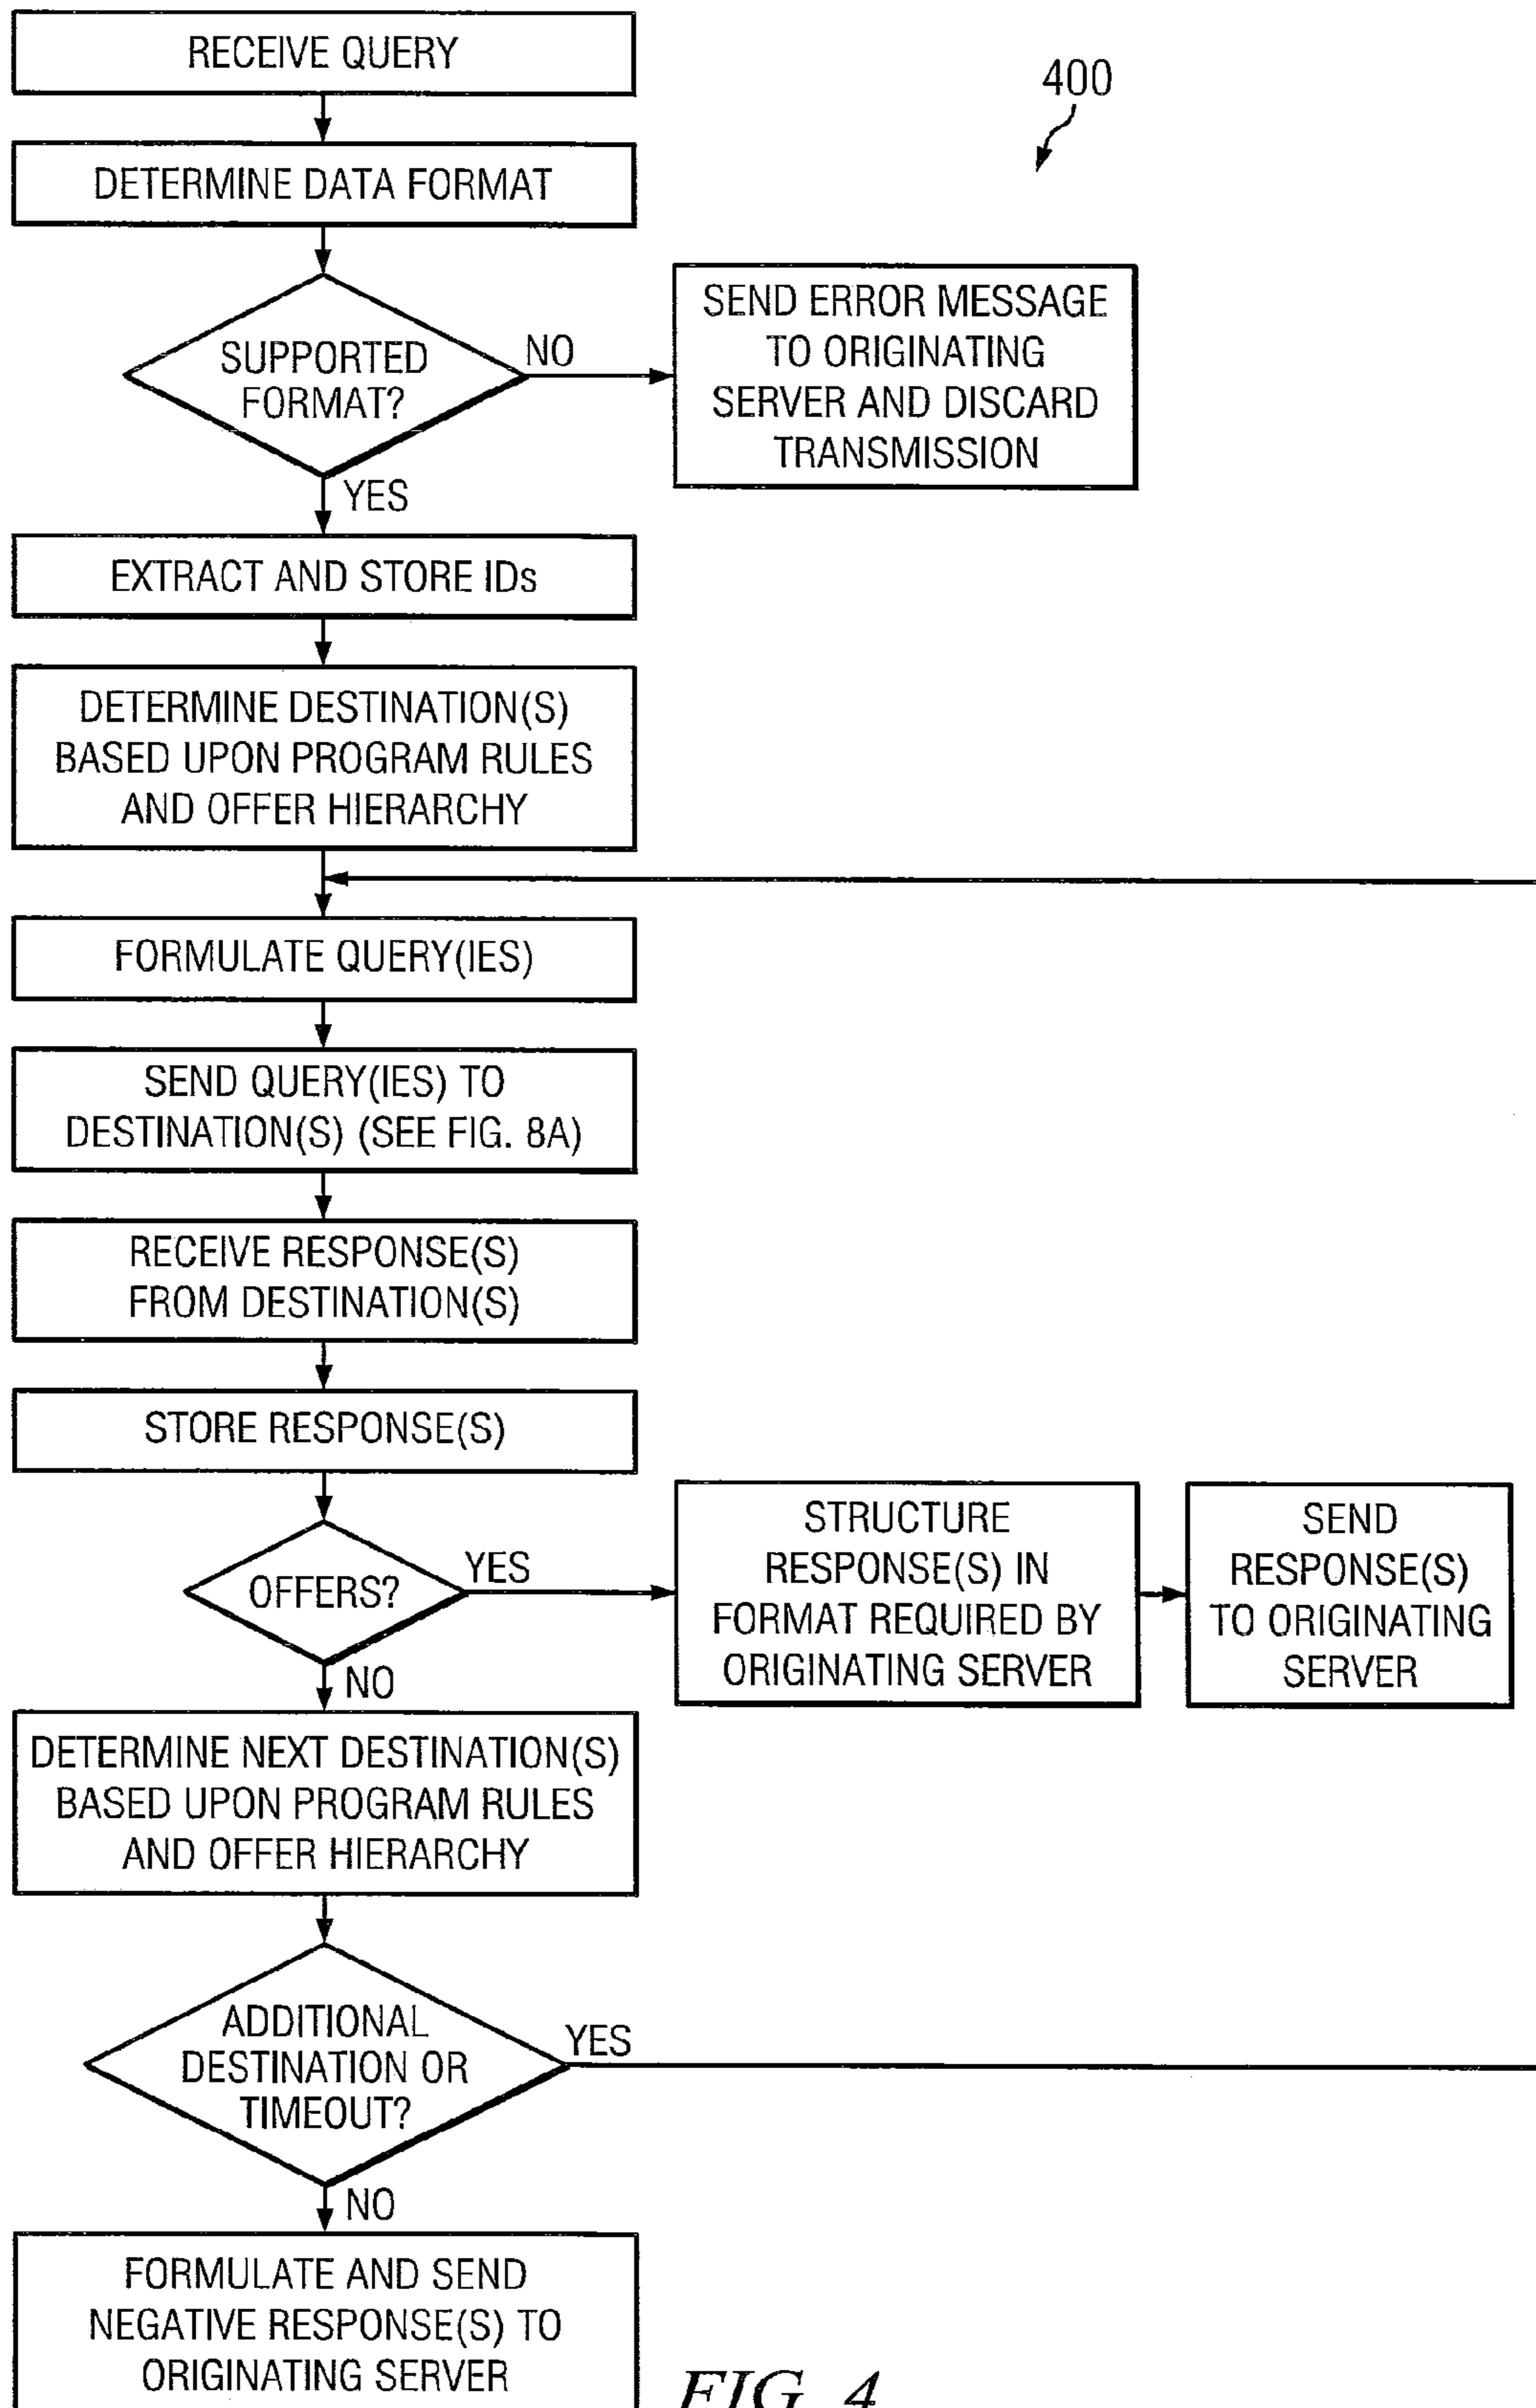 RECEIVE QUERY
400
DETERMINE DATA FORMAT
SUPPORTED
FORMAT?
NO
SEND ERROR MESSAGE
TO ORIGINATING
SERVER AND DISCARD
TRANSMISSION
YES
EXTRACT AND STORE IDs
DETERMINE DESTINATION(S)
BASED UPON PROGRAM RULES
AND OFFER HIERARCHY
FORMULATE QUERY(IES)
SEND QUERY(IES) TO
DESTINATION(S) (SEE FIG. 8A)
RECEIVE RESPONSE(S)
FROM DESTINATION(S)
STORE RESPONSE(S)
OFFERS?
YES
STRUCTURE
RESPONSE(S) IN
FORMAT REQUIRED BY
ORIGINATING SERVER
SEND
RESPONSE(S)
TO ORIGINATING
SERVER
NO
DETERMINE NEXT DESTINATION(S)
BASED UPON PROGRAM RULES
AND OFFER HIERARCHY
ADDITIONAL
DESTINATION OR
TIMEOUT?
YES
NO
FORMULATE AND SEND
NEGATIVE RESPONSE(S) TO
ORIGINATING SERVER
FIG. 4